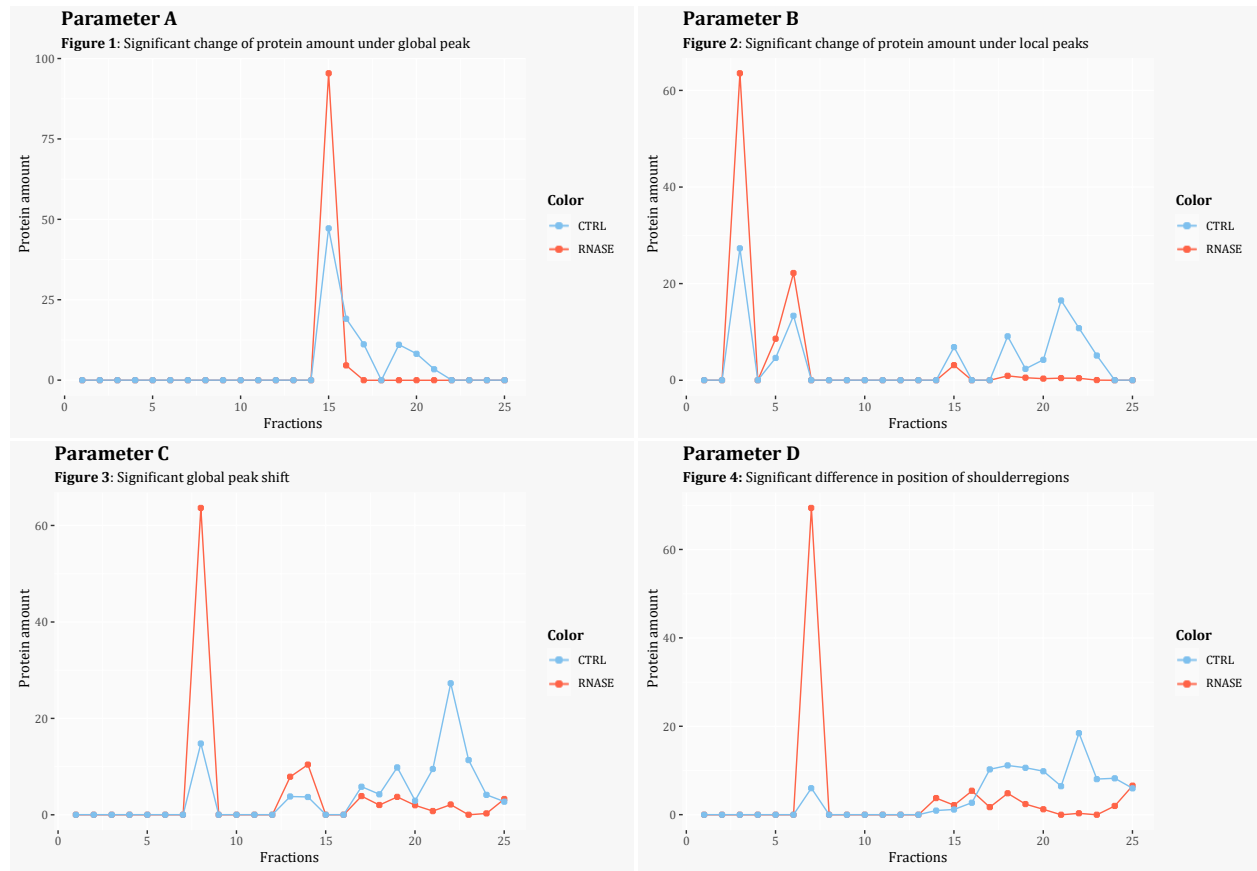 Parameter A
Figure 1: Significant change of protein amount under global peak
100
75
50
25
0
Protein amount
0 5 10 15 20 25
Fractions
Color
CTRL
RNASE
Parameter B
Figure 2: Significant change of protein amount under local peaks
60
40
20
0
Protein amount
0 5 10 15 20 25
Fractions
Color
CTRL
RNASE
Parameter C
Figure 3: Significant global peak shift
60
40
20
0
Protein amount
0 5 10 15 20 25
Fractions
Color
CTRL
RNASE
Parameter D
Figure 4: Significant difference in position of shoulderregions
60
40
20
0
Protein amount
0 5 10 15 20 25
Fractions
Color
CTRL
RNASE